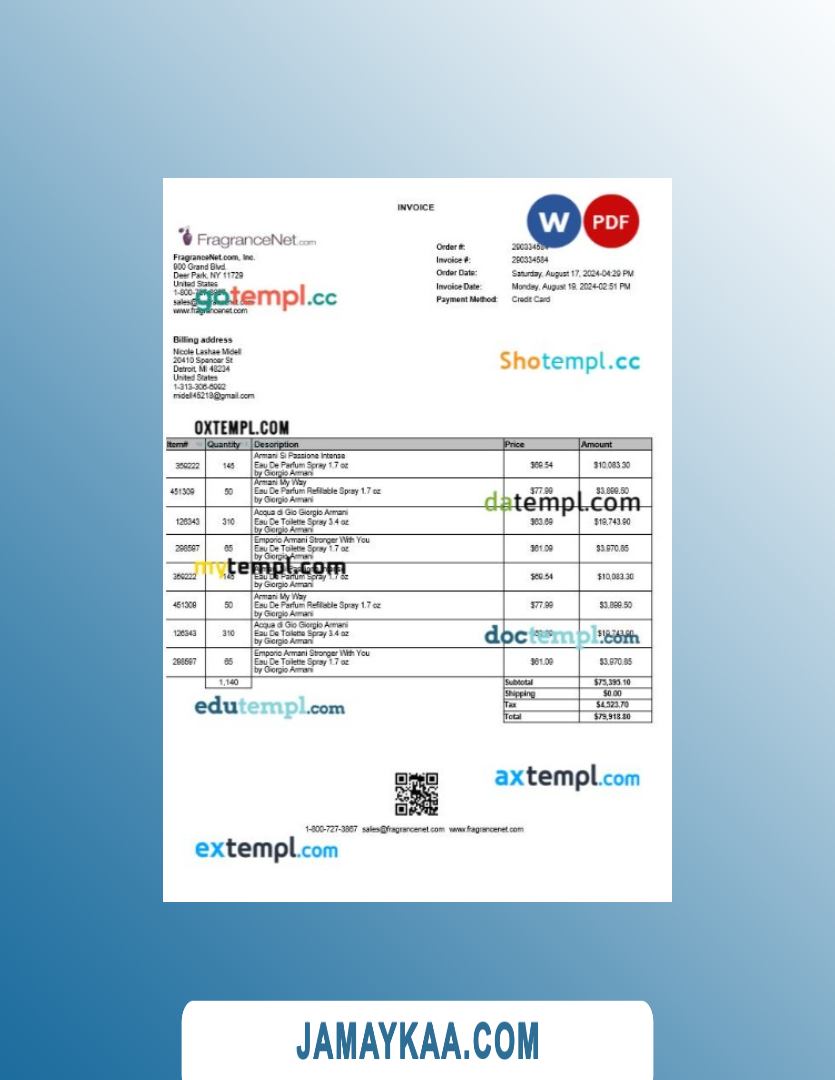 INVOICE
W
PDF
FragranceNet.com
FragranceNet.com, Inc.
900 Grand Blvd.
Deer Park, NY 11729
United States
1-800-
sales@
www.fragrancenet.com
gotempl.cc
Order #: 290334584
Invoice #: 290334584
Order Date: Saturday, August 17, 2024-04:29 PM
Invoice Date: Monday, August 19, 2024-02:51 PM
Payment Method: Credit Card
Billing address
Nicole Lashae Midell
20410 Spencer St
Detroit, MI 48234
United States
1-313-306-6992
midell45218@gmail.com
Shotempl.cc
OXTEMPL.COM
Item# Quantity Description Price Amount
Armani Si Passione Intense
359222 145 Eau De Parfum Spray 1.7 oz $69.54 $10,083.30
by Giorgio Armani
Armani My Way
451309 50 Eau De Parfum Refillable Spray 1.7 oz $77.99 $3,899.50
by Giorgio Armani
datempl.com
Acqua di Gio Giorgio Armani
126343 310 Eau De Toilette Spray 3.4 oz $63.69 $19,743.90
by Giorgio Armani
Emporio Armani Stronger With You
298597 65 Eau De Toilette Spray 1.7 oz $61.09 $3,970.85
by Giorgio Armani
mytempl.com
359222 145 Eau De Parfum Spray 1.7 oz $69.54 $10,083.30
by Giorgio Armani
Armani My Way
451309 50 Eau De Parfum Refillable Spray 1.7 oz $77.99 $3,899.50
by Giorgio Armani
Acqua di Gio Giorgio Armani
126343 310 Eau De Toilette Spray 3.4 oz $19,743.90
by Giorgio Armani
doctempl.com
Emporio Armani Stronger With You
298597 65 Eau De Toilette Spray 1.7 oz $61.09 $3,970.85
by Giorgio Armani
1,140 Subtotal $75,395.10
Shipping $0.00
Tax $4,523.70
Total $79,918.80
edutempl.com
axtempl.com
1-800-727-3867 sales@fragrancenet.com www.fragrancenet.com
extempl.com
JAMAYKAA.COM